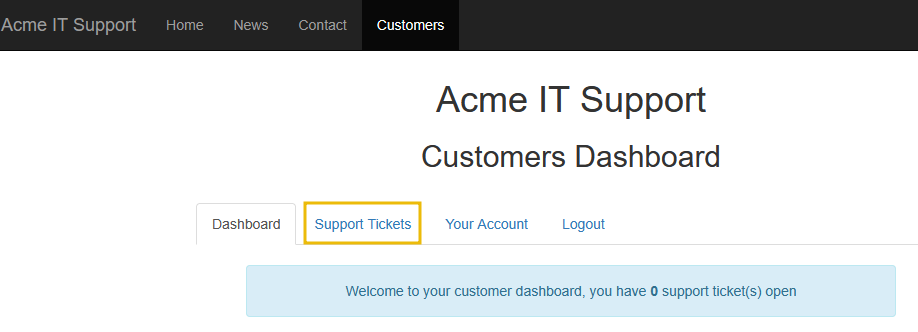 Acme IT Support Home News Contact Customers
Acme IT Support
Customers Dashboard
Dashboard Support Tickets Your Account Logout
Welcome to your customer dashboard, you have 0 support ticket(s) open